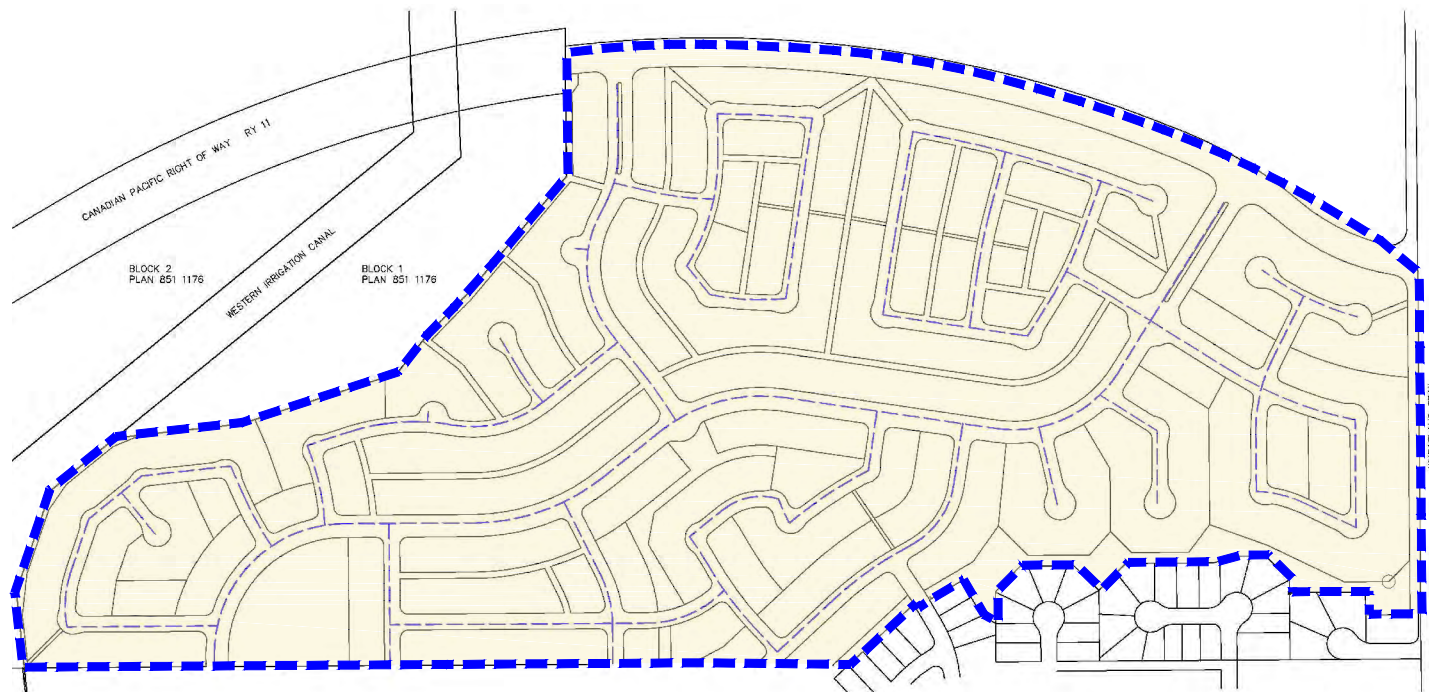 CANADIAN PACIFIC RIGHT OF WAY RY 11
BLOCK 2
PLAN 851 1176
WESTERN IRRIGATION CANAL
BLOCK 1
PLAN 851 1176